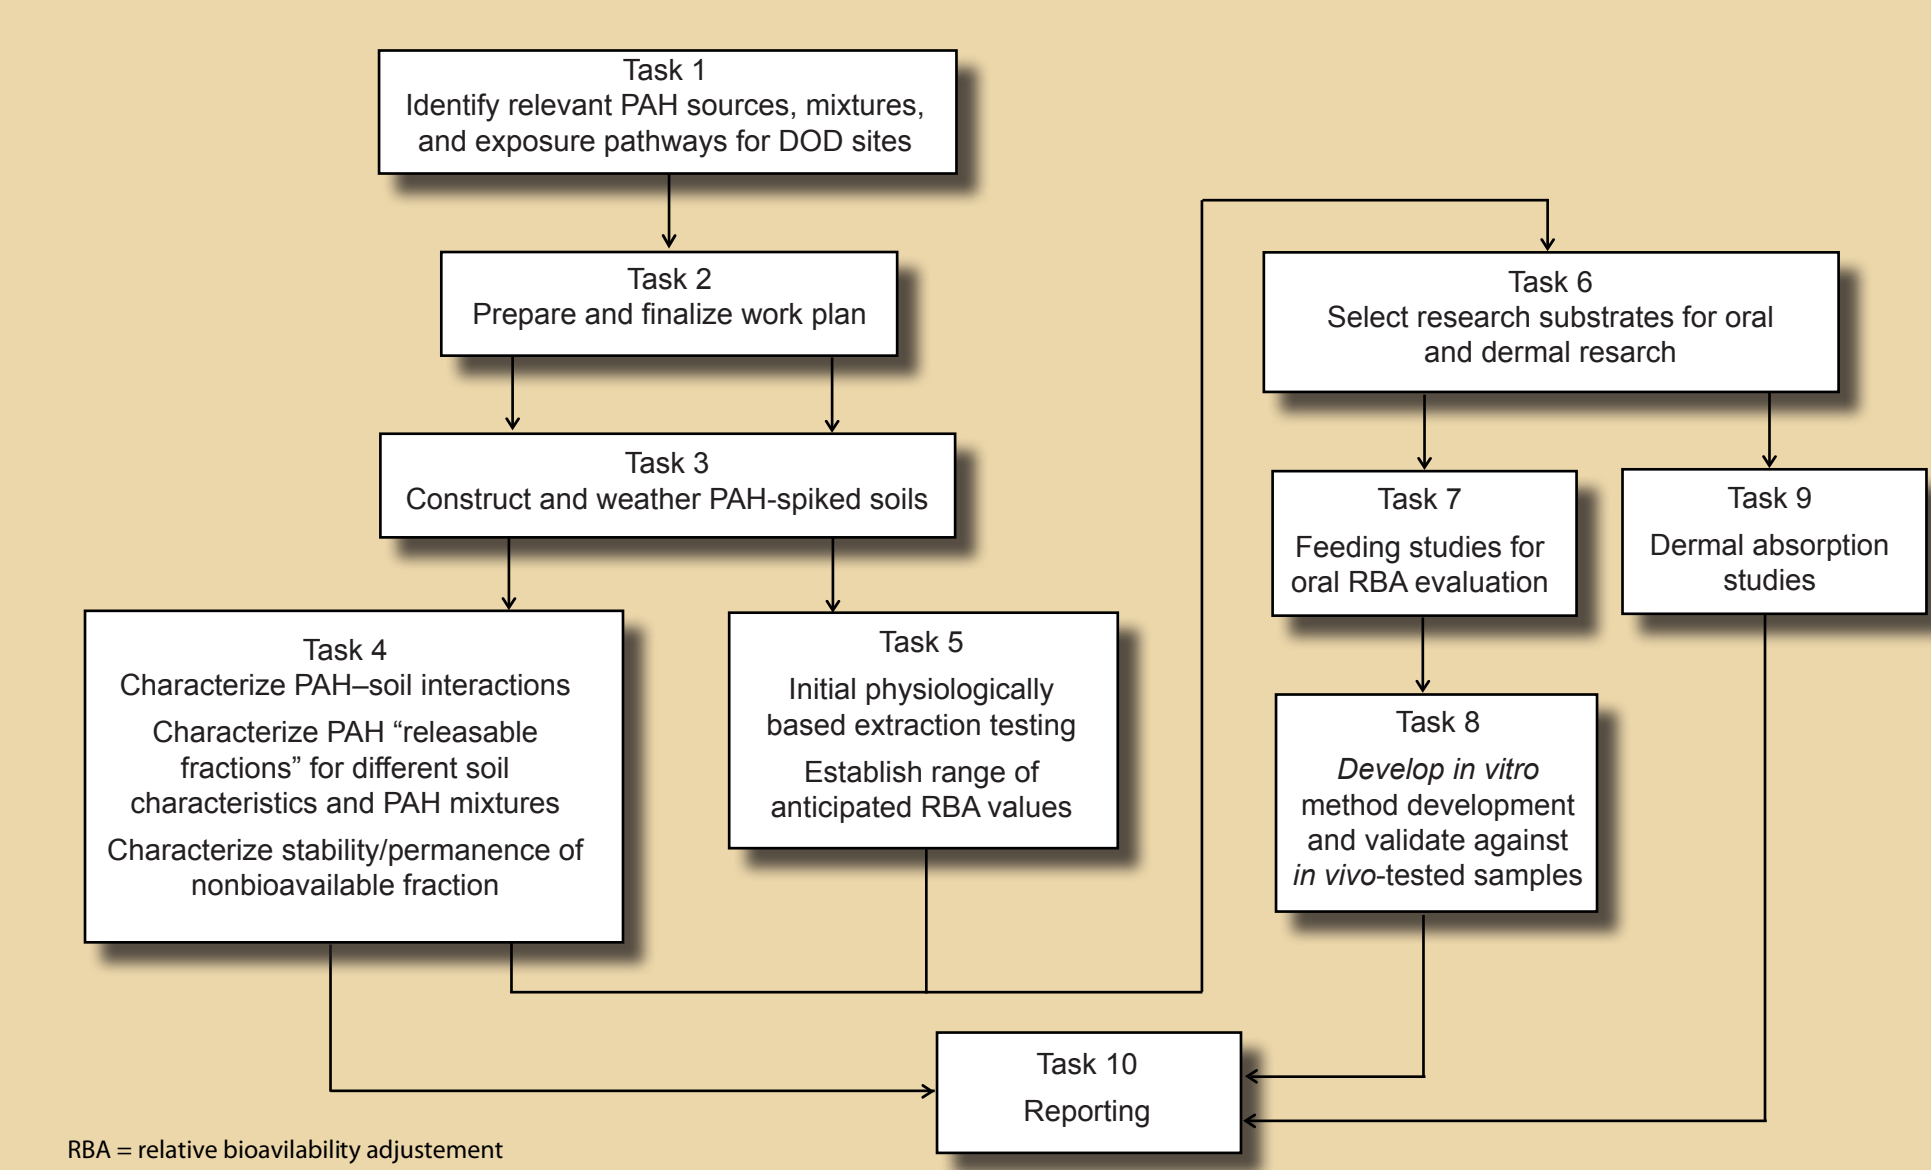 Task 1
Identify relevant PAH sources, mixtures,
and exposure pathways for DOD sites
Task 2
Prepare and finalize work plan
Task 3
Construct and weather PAH-spiked soils
Task 4
Characterize PAH–soil interactions
Characterize PAH “releasable
fractions” for different soil
characteristics and PAH mixtures
Characterize stability/permanence of
nonbioavailable fraction
Task 5
Initial physiologically
based extraction testing
Establish range of
anticipated RBA values
Task 6
Select research substrates for oral
and dermal resarch
Task 7
Feeding studies for
oral RBA evaluation
Task 8
Develop in vitro
method development
and validate against
in vivo-tested samples
Task 9
Dermal absorption
studies
Task 10
Reporting
RBA = relative bioavilability adjustement